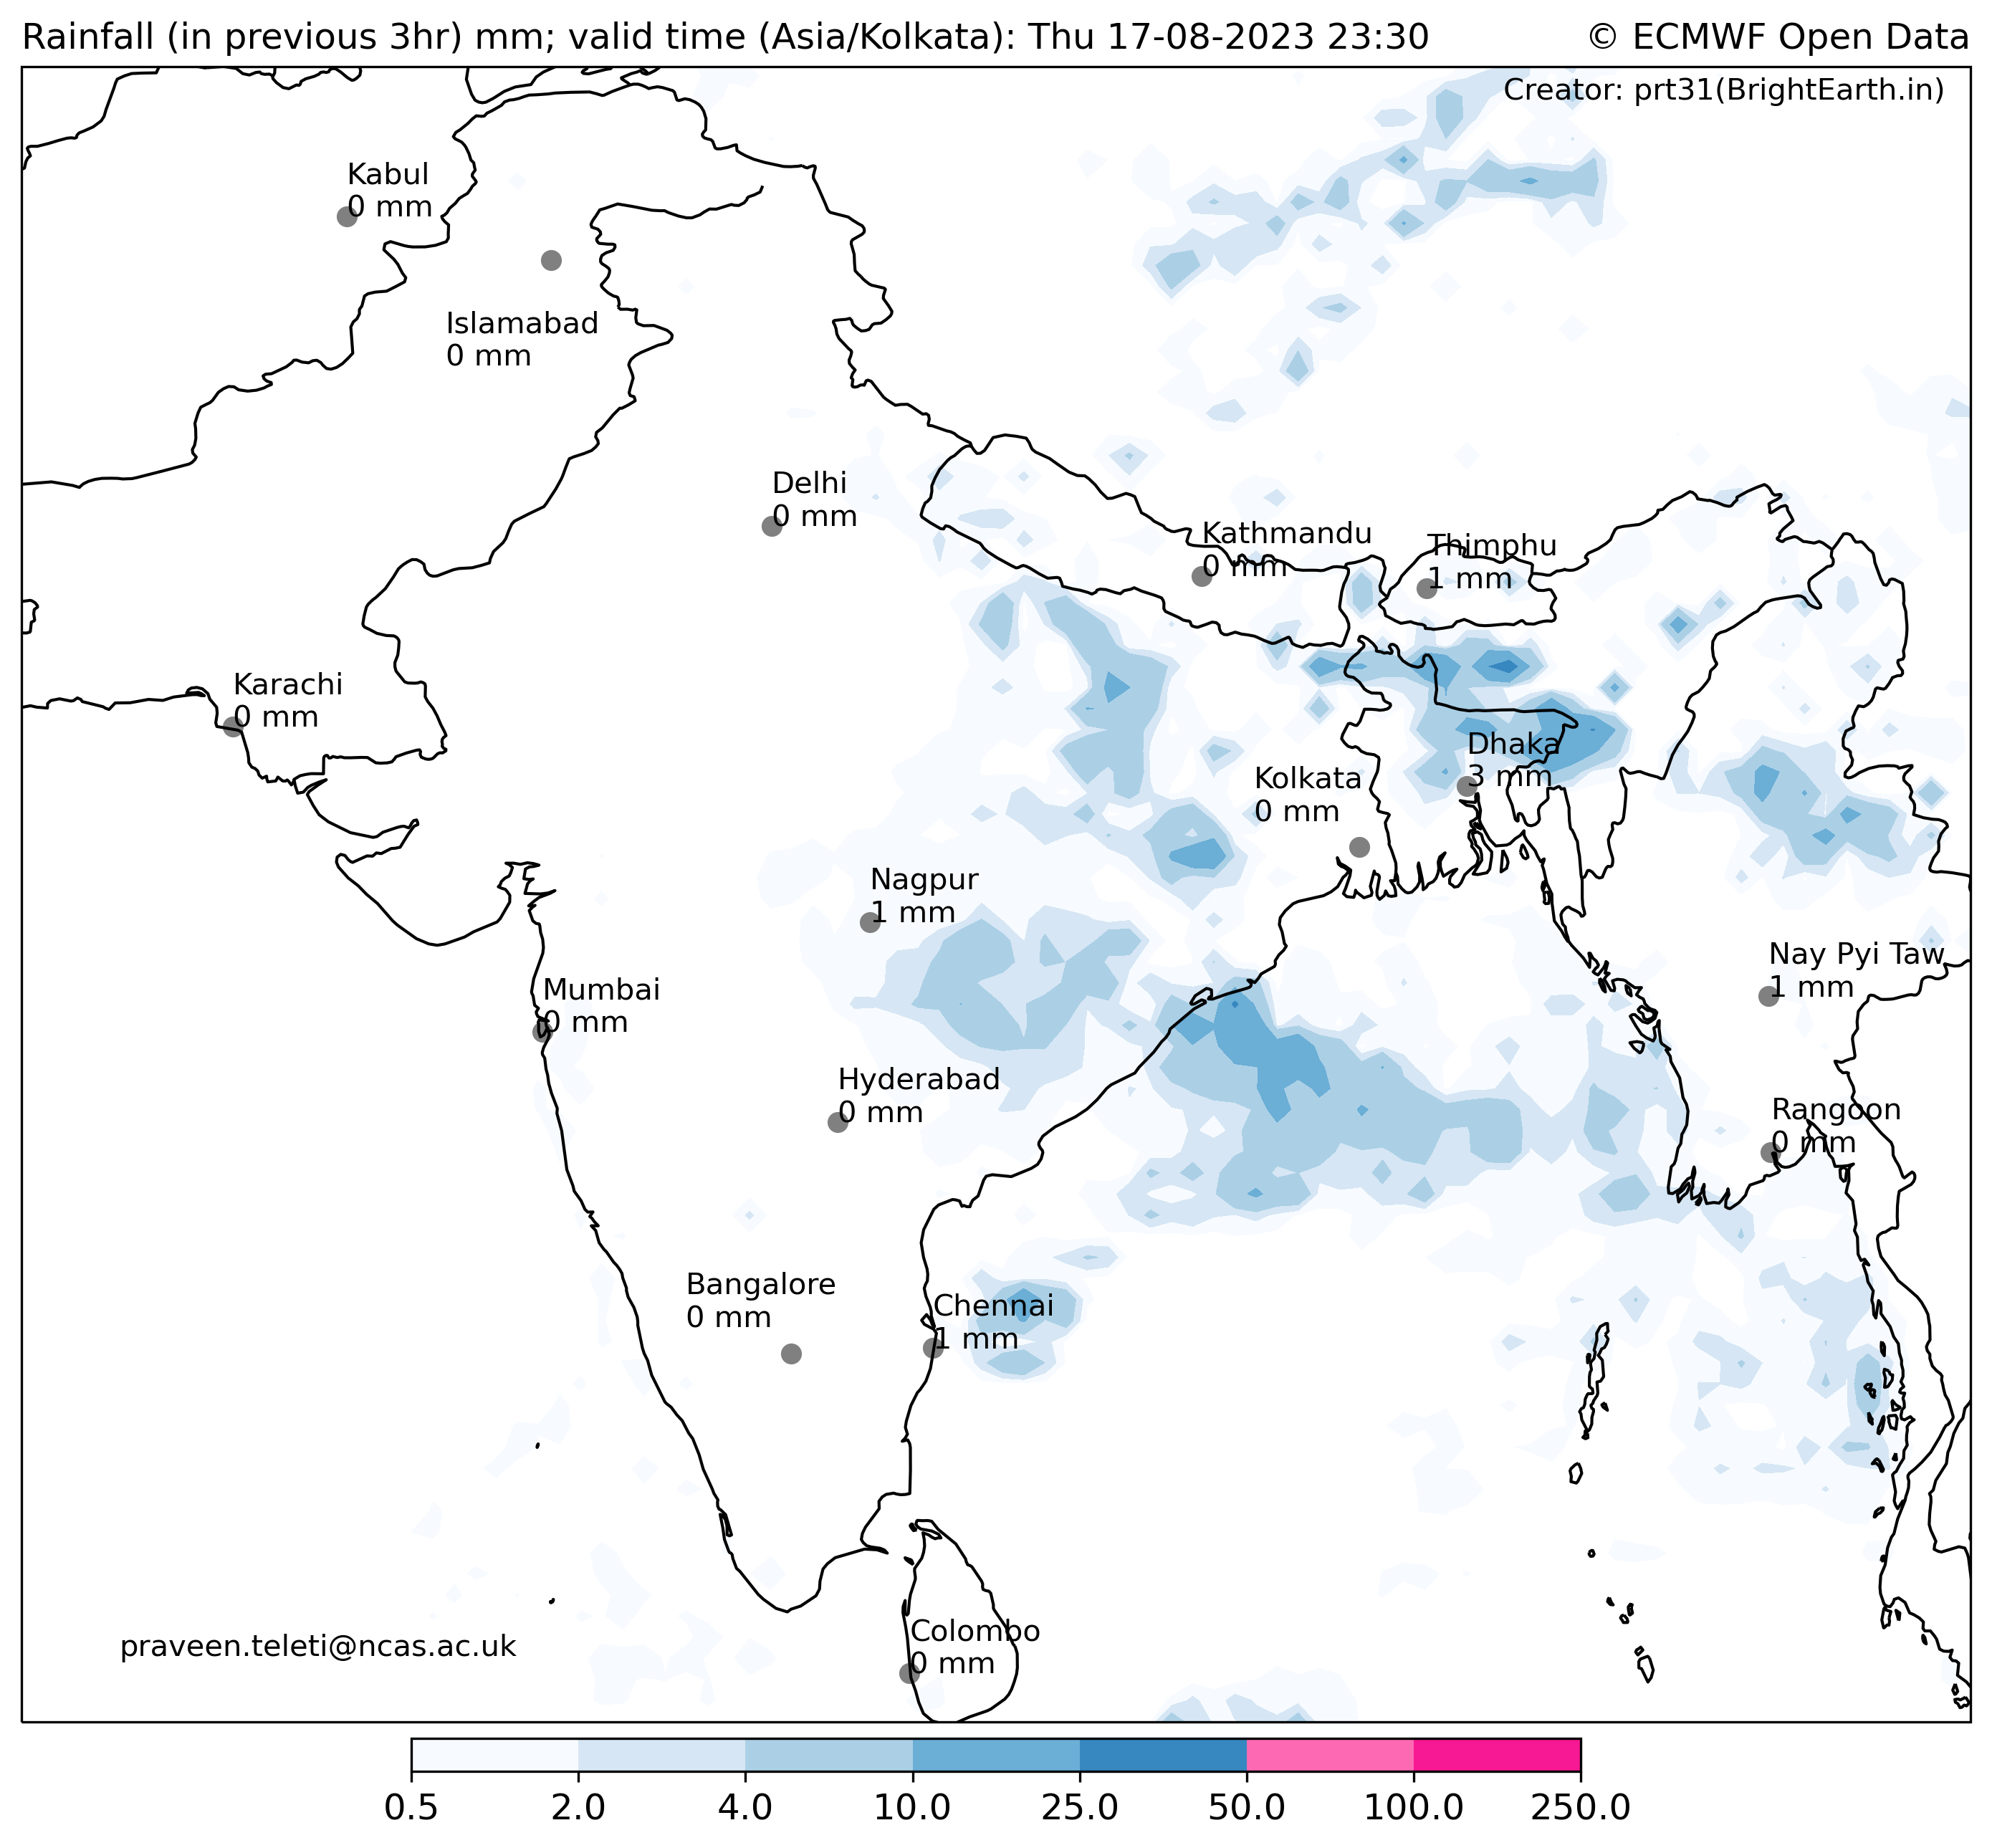 Rainfall (in previous 3hr) mm; valid time (Asia/Kolkata): Thu 17-08-2023 23:30
© ECMWF Open Data
Creator: prt31(BrightEarth.in)
Kabul
0 mm
Islamabad
0 mm
Delhi
0 mm
Kathmandu
0 mm
Thimphu
1 mm
Karachi
0 mm
Dhaka
3 mm
Kolkata
0 mm
Nagpur
1 mm
Nay Pyi Taw
1 mm
Mumbai
0 mm
Hyderabad
0 mm
Rangoon
0 mm
Bangalore
0 mm
Chennai
1 mm
Colombo
0 mm
praveen.teleti@ncas.ac.uk
0.5 2.0 4.0 10.0 25.0 50.0 100.0 250.0